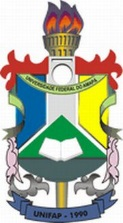 UNIVERSIDADE FEDERAL DO AMAPÁ
UNIFAP - 1990